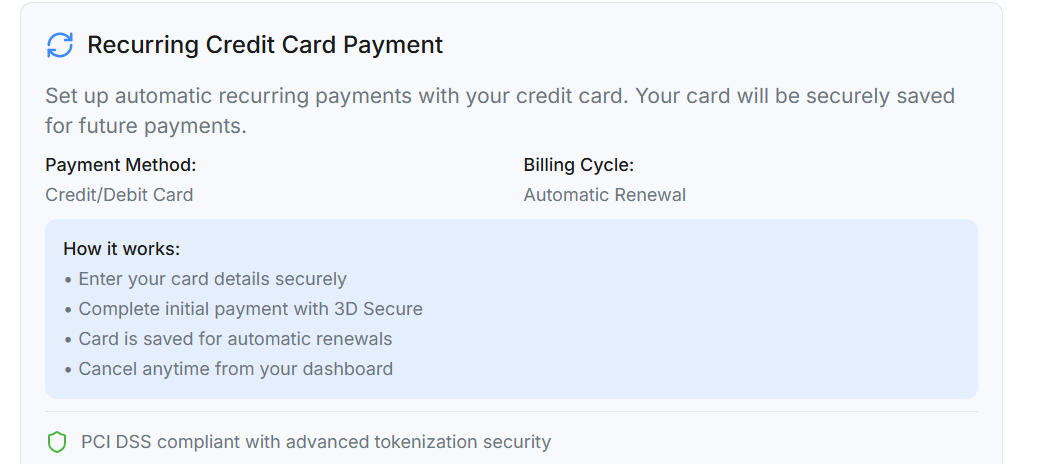 Recurring Credit Card Payment
Set up automatic recurring payments with your credit card. Your card will be securely saved
for future payments.
Payment Method:
Credit/Debit Card
Billing Cycle:
Automatic Renewal
How it works:
• Enter your card details securely
• Complete initial payment with 3D Secure
• Card is saved for automatic renewals
• Cancel anytime from your dashboard
PCI DSS compliant with advanced tokenization security